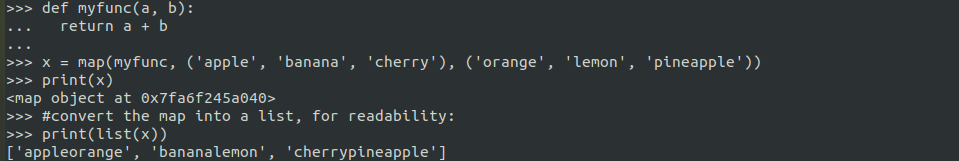 >>> def myfunc(a, b):
...   return a + b
...
>>> x = map(myfunc, ('apple', 'banana', 'cherry'), ('orange', 'lemon', 'pineapple'))
>>> print(x)
<map object at 0x7fa6f245a040>
>>> #convert the map into a list, for readability:
>>> print(list(x))
['appleorange', 'bananalemon', 'cherrypineapple']